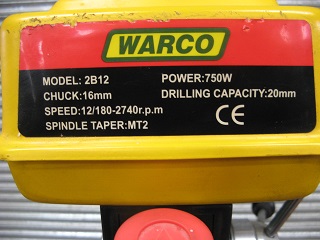 WARCO
MODEL: 2B12 POWER:750W
CHUCK:16mm DRILLING CAPACITY:20mm
SPEED:12/180-2740r.p.m CE
SPINDLE TAPER:MT2